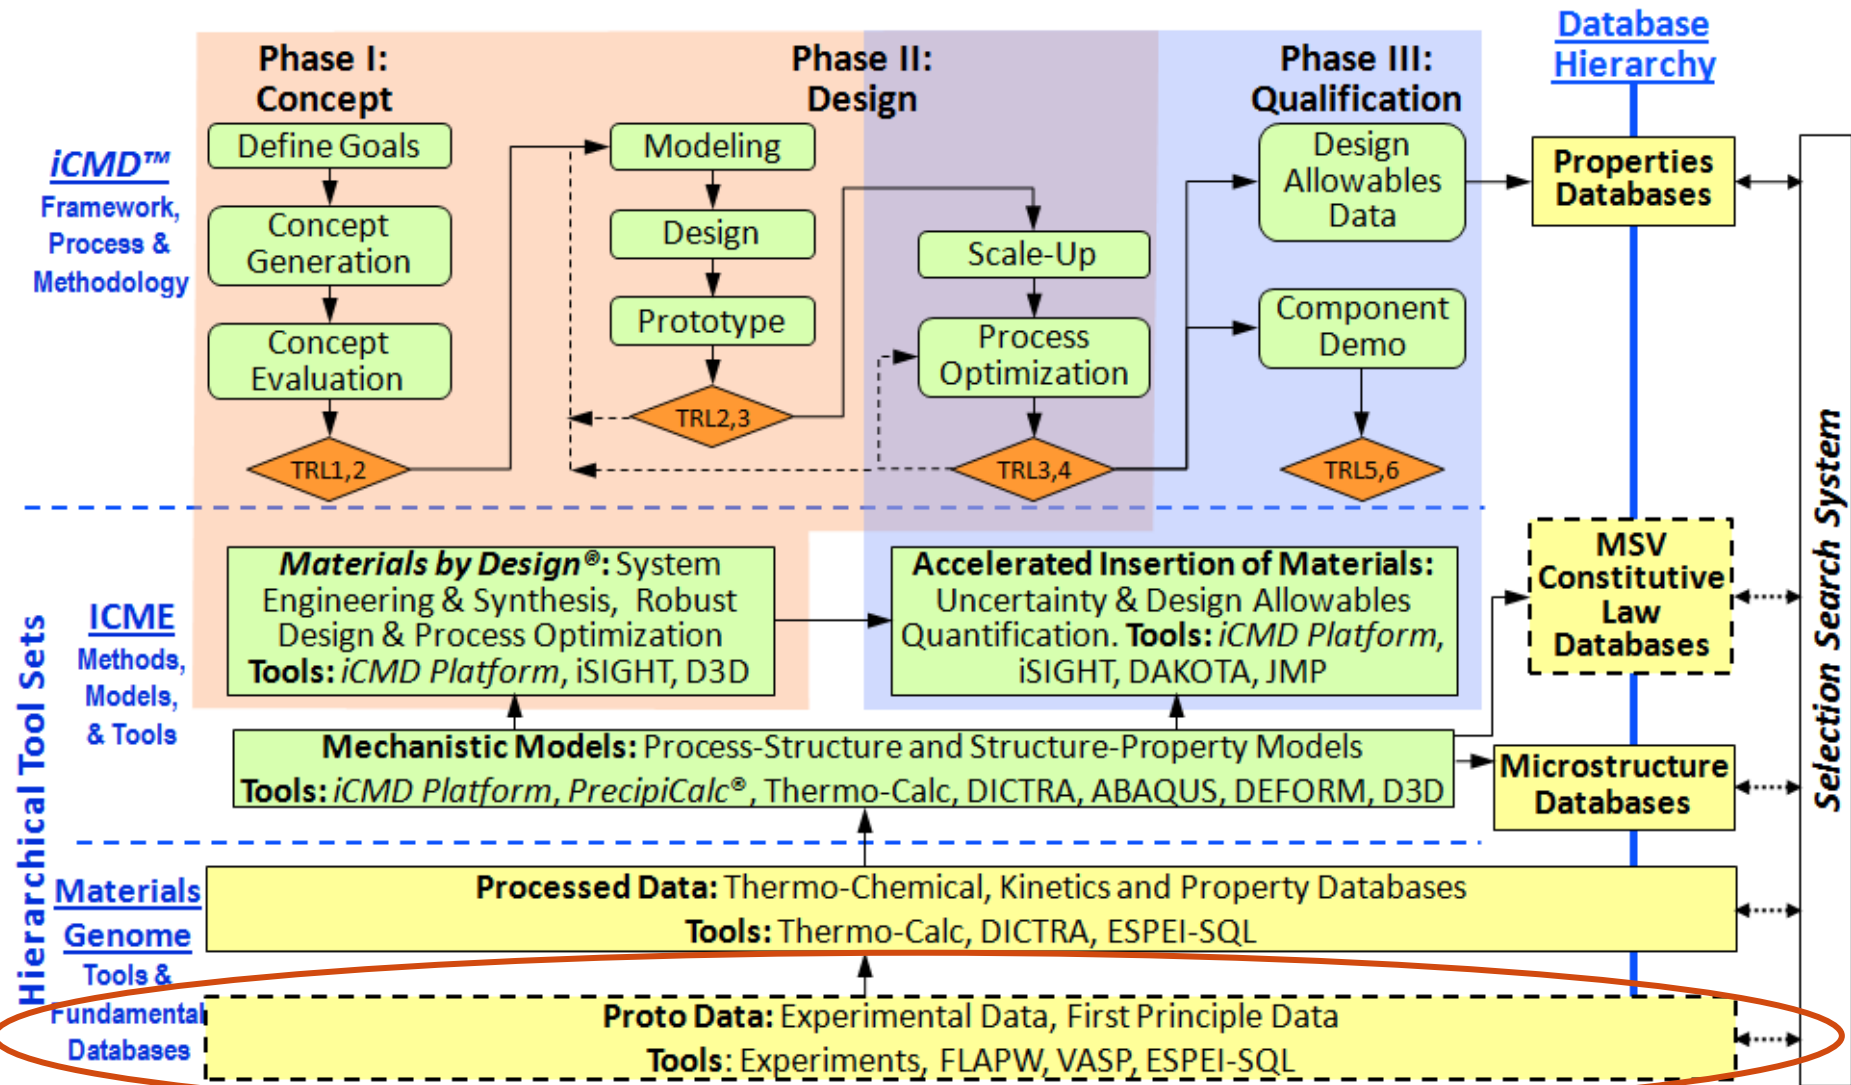 Database
Hierarchy
Phase I:
Concept
Phase II:
Design
Phase III:
Qualification
iCMD™
Framework,
Process &
Methodology
Define Goals
Concept
Generation
Concept
Evaluation
TRL1,2
Modeling
Design
Prototype
TRL2,3
Scale-Up
Process
Optimization
TRL3,4
Design
Allowables
Data
Component
Demo
TRL5,6
Properties
Databases
Selection Search System
Hierarchical Tool Sets
ICME
Methods,
Models,
& Tools
Materials by Design®: System
Engineering & Synthesis, Robust
Design & Process Optimization
Tools: iCMD Platform, iSIGHT, D3D
Accelerated Insertion of Materials:
Uncertainty & Design Allowables
Quantification. Tools: iCMD Platform,
iSIGHT, DAKOTA, JMP
MSV
Constitutive
Law
Databases
Mechanistic Models: Process-Structure and Structure-Property Models
Tools: iCMD Platform, PrecipiCalc®, Thermo-Calc, DICTRA, ABAQUS, DEFORM, D3D
Microstructure
Databases
Materials
Genome
Tools &
Fundamental
Databases
Processed Data: Thermo-Chemical, Kinetics and Property Databases
Tools: Thermo-Calc, DICTRA, ESPEI-SQL
Proto Data: Experimental Data, First Principle Data
Tools: Experiments, FLAPW, VASP, ESPEI-SQL